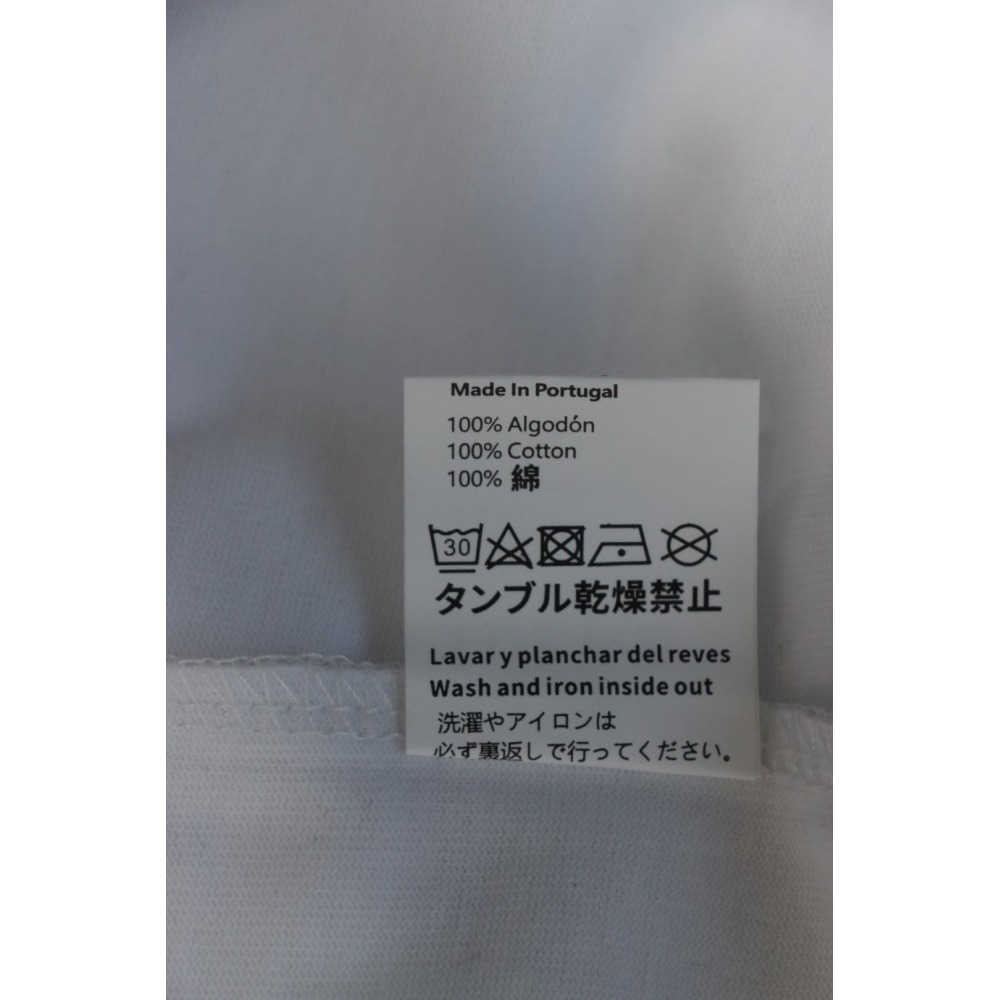 Made In Portugal
100% Algodón
100% Cotton
100% 綿
30
タンブル乾燥禁止
Lavar y planchar del reves
Wash and iron inside out
洗濯やアイロンは
必ず裏返しで行ってください。